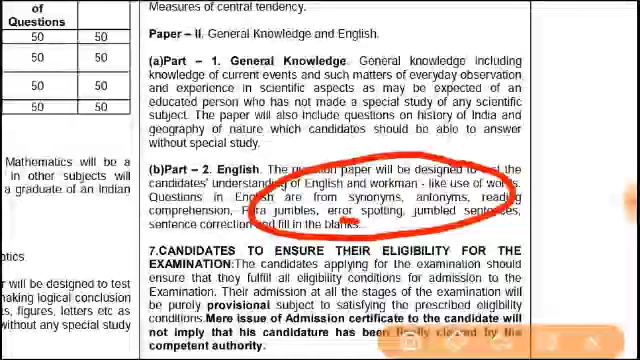 of
Questions
50 50
50 50
50 50
50 50
Mathematics will be a
in other subjects will
a graduate of an Indian
atics
r will be designed to test
making logical conclusion
s, figures, letters etc as
without any special study
Measures of central tendency.
Paper – II. General Knowledge and English.
(a)Part – 1. General Knowledge. General knowledge including
knowledge of current events and such matters of everyday observation
and experience in scientific aspects as may be expected of an
educated person who has not made a special study of any scientific
subject. The paper will also include questions on history of India and
geography of nature which candidates should be able to answer
without special study.
(b)Part – 2. English. The question paper will be designed to test the
candidates' understanding of English and workman - like use of words.
Questions in English are from synonyms, antonyms, reading
comprehension, Para jumbles, error spotting, jumbled sentences,
sentence correction and fill in the blanks.
7.CANDIDATES TO ENSURE THEIR ELIGIBILITY FOR THE
EXAMINATION:The candidates applying for the examination should
ensure that they fulfill all eligibility conditions for admission to the
Examination. Their admission at all the stages of the examination will
be purely provisional subject to satisfying the prescribed eligibility
conditions.Mere issue of Admission certificate to the candidate will
not imply that his candidature has been finally cleared by the
competent authority.